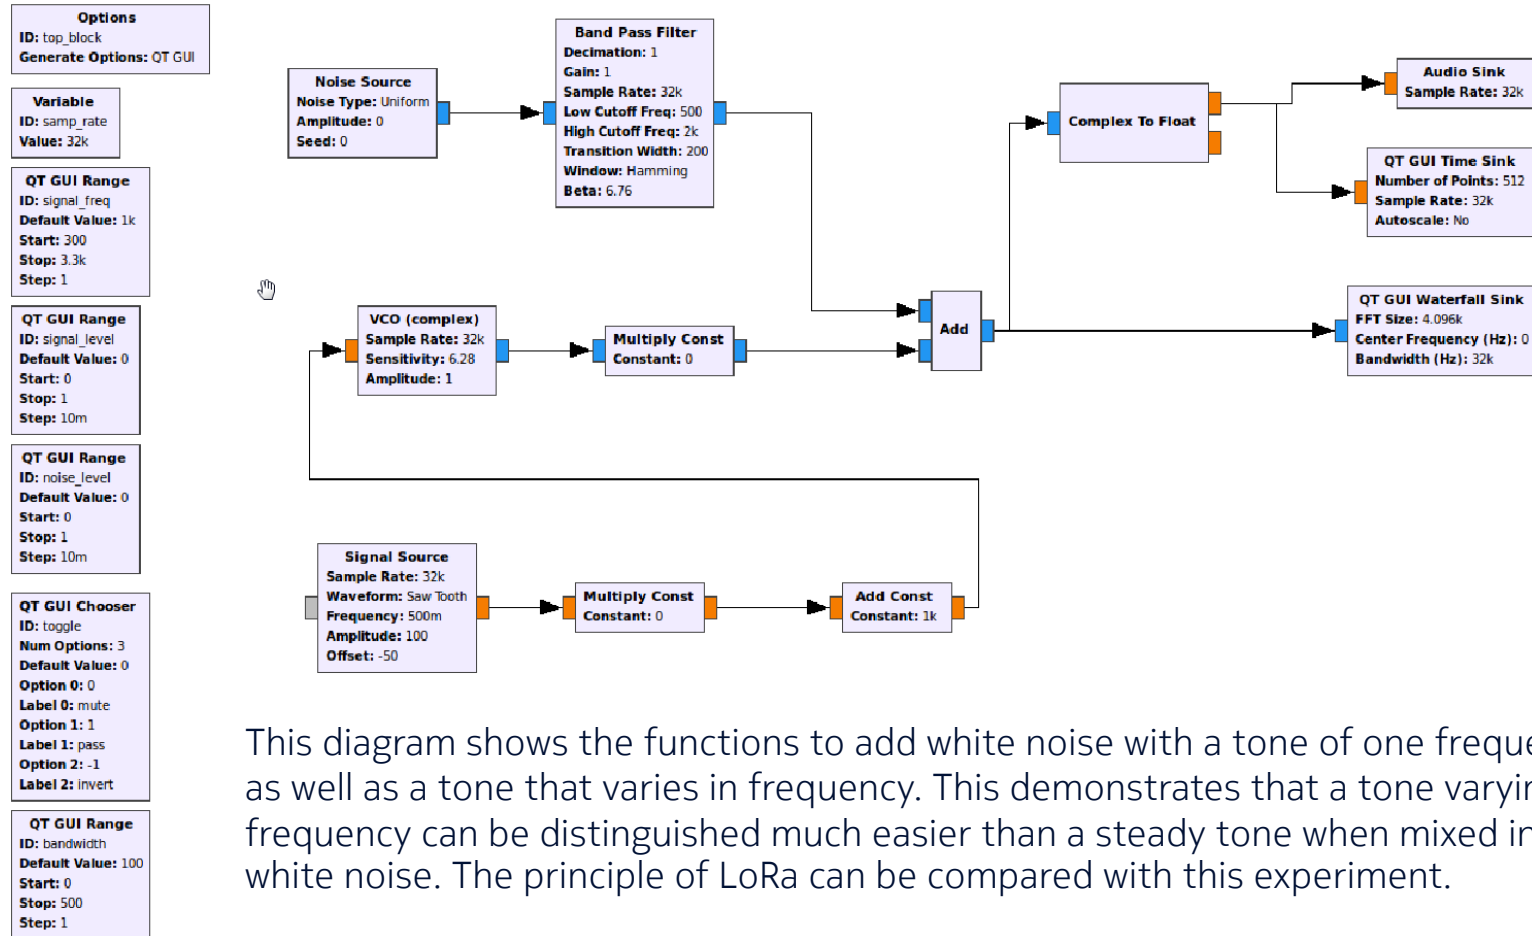 Options
ID: top_block
Generate Options: QT GUI
Variable
ID: samp_rate
Value: 32k
QT GUI Range
ID: signal_freq
Default Value: 1k
Start: 300
Stop: 3.3k
Step: 1
QT GUI Range
ID: signal_level
Default Value: 0
Start: 0
Stop: 1
Step: 10m
QT GUI Range
ID: noise_level
Default Value: 0
Start: 0
Stop: 1
Step: 10m
QT GUI Chooser
ID: toggle
Num Options: 3
Default Value: 0
Option 0: 0
Label 0: mute
Option 1: 1
Label 1: pass
Option 2: -1
Label 2: invert
QT GUI Range
ID: bandwidth
Default Value: 100
Start: 0
Stop: 500
Step: 1
Noise Source
Noise Type: Uniform
Amplitude: 0
Seed: 0
Band Pass Filter
Decimation: 1
Gain: 1
Sample Rate: 32k
Low Cutoff Freq: 500
High Cutoff Freq: 2k
Transition Width: 200
Window: Hamming
Beta: 6.76
Complex To Float
Audio Sink
Sample Rate: 32k
QT GUI Time Sink
Number of Points: 512
Sample Rate: 32k
Autoscale: No
VCO (complex)
Sample Rate: 32k
Sensitivity: 6.28
Amplitude: 1
Multiply Const
Constant: 0
Add
QT GUI Waterfall Sink
FFT Size: 4.096k
Center Frequency (Hz): 0
Bandwidth (Hz): 32k
Signal Source
Sample Rate: 32k
Waveform: Saw Tooth
Frequency: 500m
Amplitude: 100
Offset: -50
Multiply Const
Constant: 0
Add Const
Constant: 1k
This diagram shows the functions to add white noise with a tone of one freque
as well as a tone that varies in frequency. This demonstrates that a tone varyin
frequency can be distinguished much easier than a steady tone when mixed in
white noise. The principle of LoRa can be compared with this experiment.